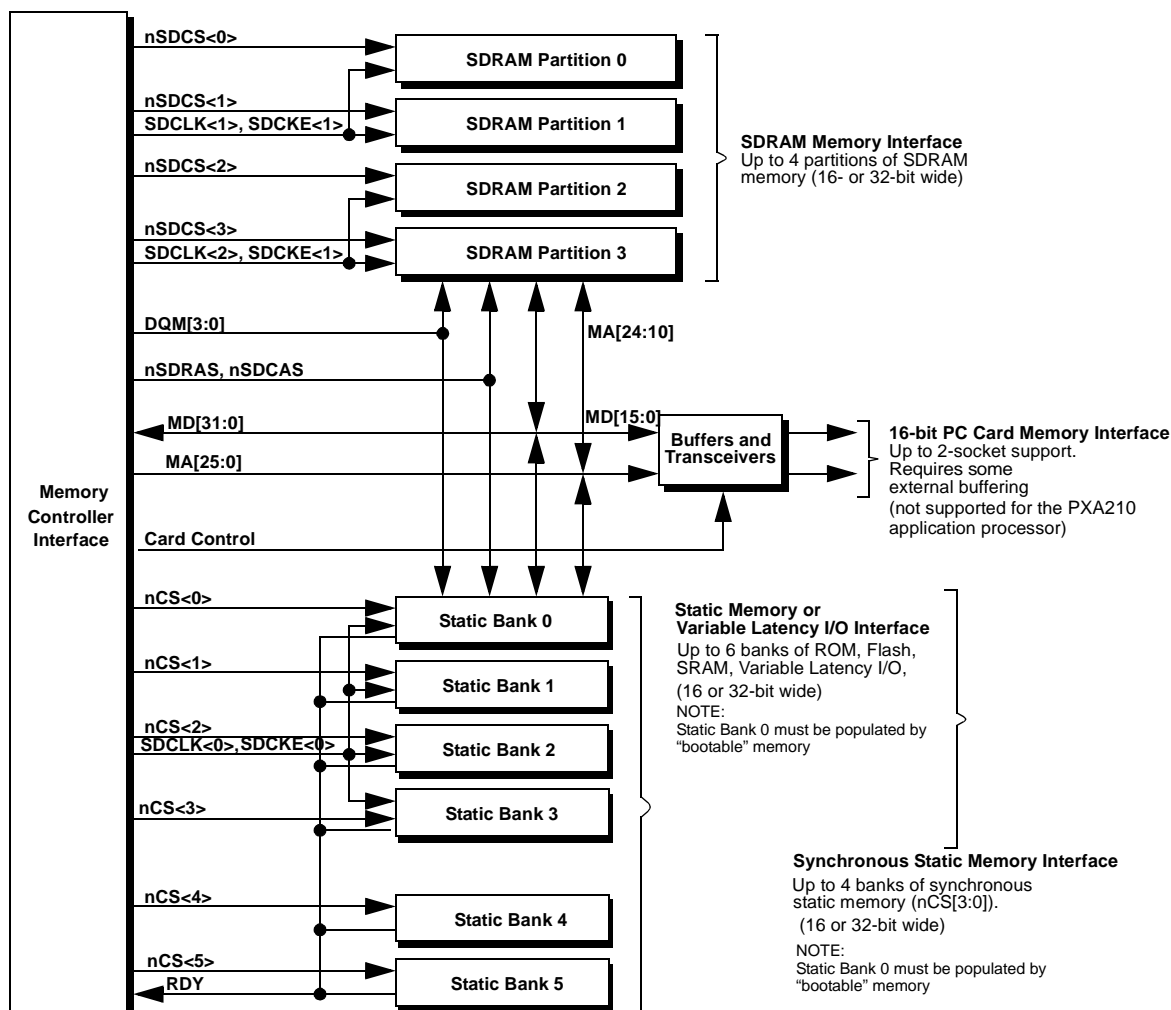 nSDCS<0>
SDRAM Partition 0
nSDCS<1>
SDCLK<1>, SDCKE<1>
SDRAM Partition 1
nSDCS<2>
SDRAM Partition 2
nSDCS<3>
SDCLK<2>, SDCKE<1>
SDRAM Partition 3
SDRAM Memory Interface
Up to 4 partitions of SDRAM
memory (16- or 32-bit wide)
DQM[3:0]
MA[24:10]
nSDRAS, nSDCAS
MD[31:0]
MD[15:0]
MA[25:0]
Buffers and
Transceivers
16-bit PC Card Memory Interface
Up to 2-socket support.
Requires some
external buffering
(not supported for the PXA210
application processor)
Memory
Controller
Interface
Card Control
nCS<0>
Static Bank 0
nCS<1>
Static Bank 1
nCS<2>
SDCLK<0>,SDCKE<0>
Static Bank 2
nCS<3>
Static Bank 3
nCS<4>
Static Bank 4
nCS<5>
RDY
Static Bank 5
Static Memory or
Variable Latency I/O Interface
Up to 6 banks of ROM, Flash,
SRAM, Variable Latency I/O,
(16 or 32-bit wide)
NOTE:
Static Bank 0 must be populated by
“bootable” memory
Synchronous Static Memory Interface
Up to 4 banks of synchronous
static memory (nCS[3:0]).
(16 or 32-bit wide)
NOTE:
Static Bank 0 must be populated by
“bootable” memory